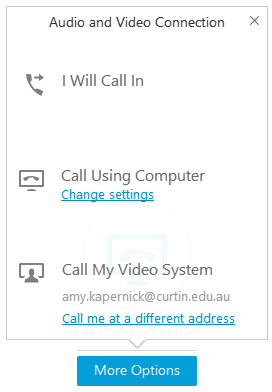 Audio and Video Connection
I Will Call In
Call Using Computer
Change settings
Call My Video System
amy.kapernick@curtin.edu.au
Call me at a different address
More Options